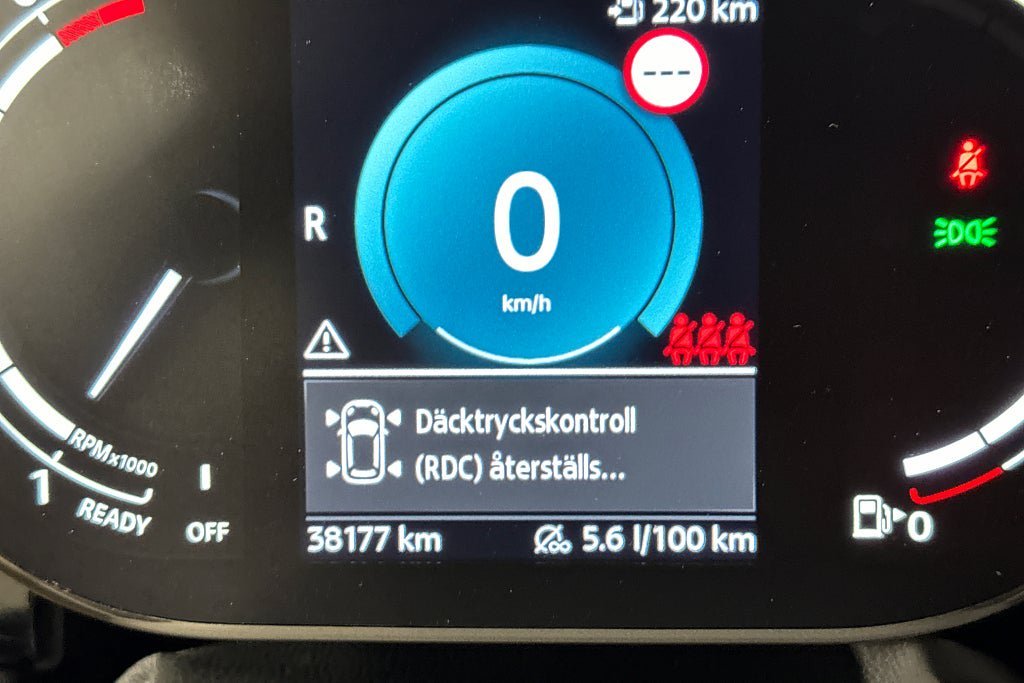 220 km
---
R
0
km/h
Däcktryckskontroll
(RDC) återställs...
RPMx1000
1
READY
OFF
38177 km
5.6 l/100 km
0